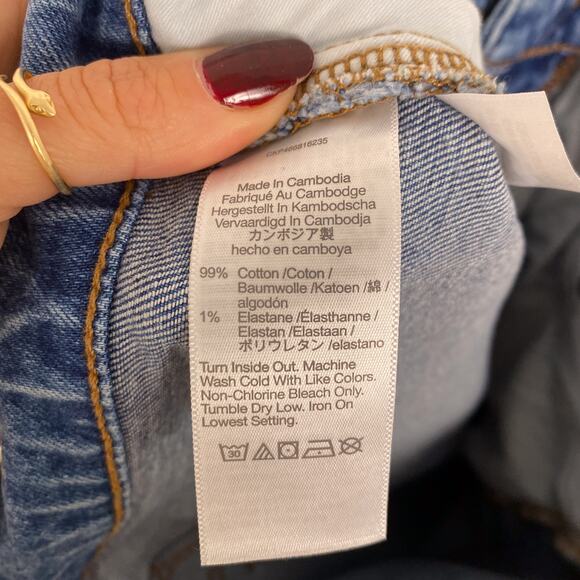 Made In Cambodia
Fabriqué Au Cambodge
Hergestellt In Kambodscha
Vervaardigd In Cambodja
カンボジア製
hecho en camboya
99% Cotton /Coton /
Baumwolle /Katoen /綿 /
algodón
1% Elastane /Élasthanne /
Elastan /Elastaan /
ポリウレタン /elastano
Turn Inside Out. Machine
Wash Cold With Like Colors.
Non-Chlorine Bleach Only.
Tumble Dry Low. Iron On
Lowest Setting.
30